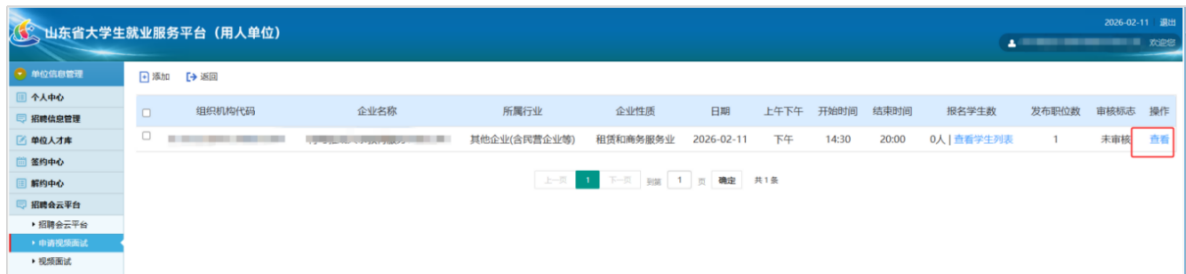 山东省大学生就业服务平台（用人单位）
2026-02-11 退出
欢迎您
单位信息管理
添加 返回
个人中心
招聘信息管理
单位人才库
签约中心
解约中心
招聘会云平台
招聘会云平台
申请视频面试
视频面试
组织机构代码 企业名称 所属行业 企业性质 日期 上午下午 开始时间 结束时间 报名学生数 发布职位数 审核标志 操作
其他企业(含民营企业等) 租赁和商务服务业 2026-02-11 下午 14:30 20:00 0人 | 查看学生列表 1 未审核 查看
上一页 1 下一页 到第 1 页 确定 共 1 条